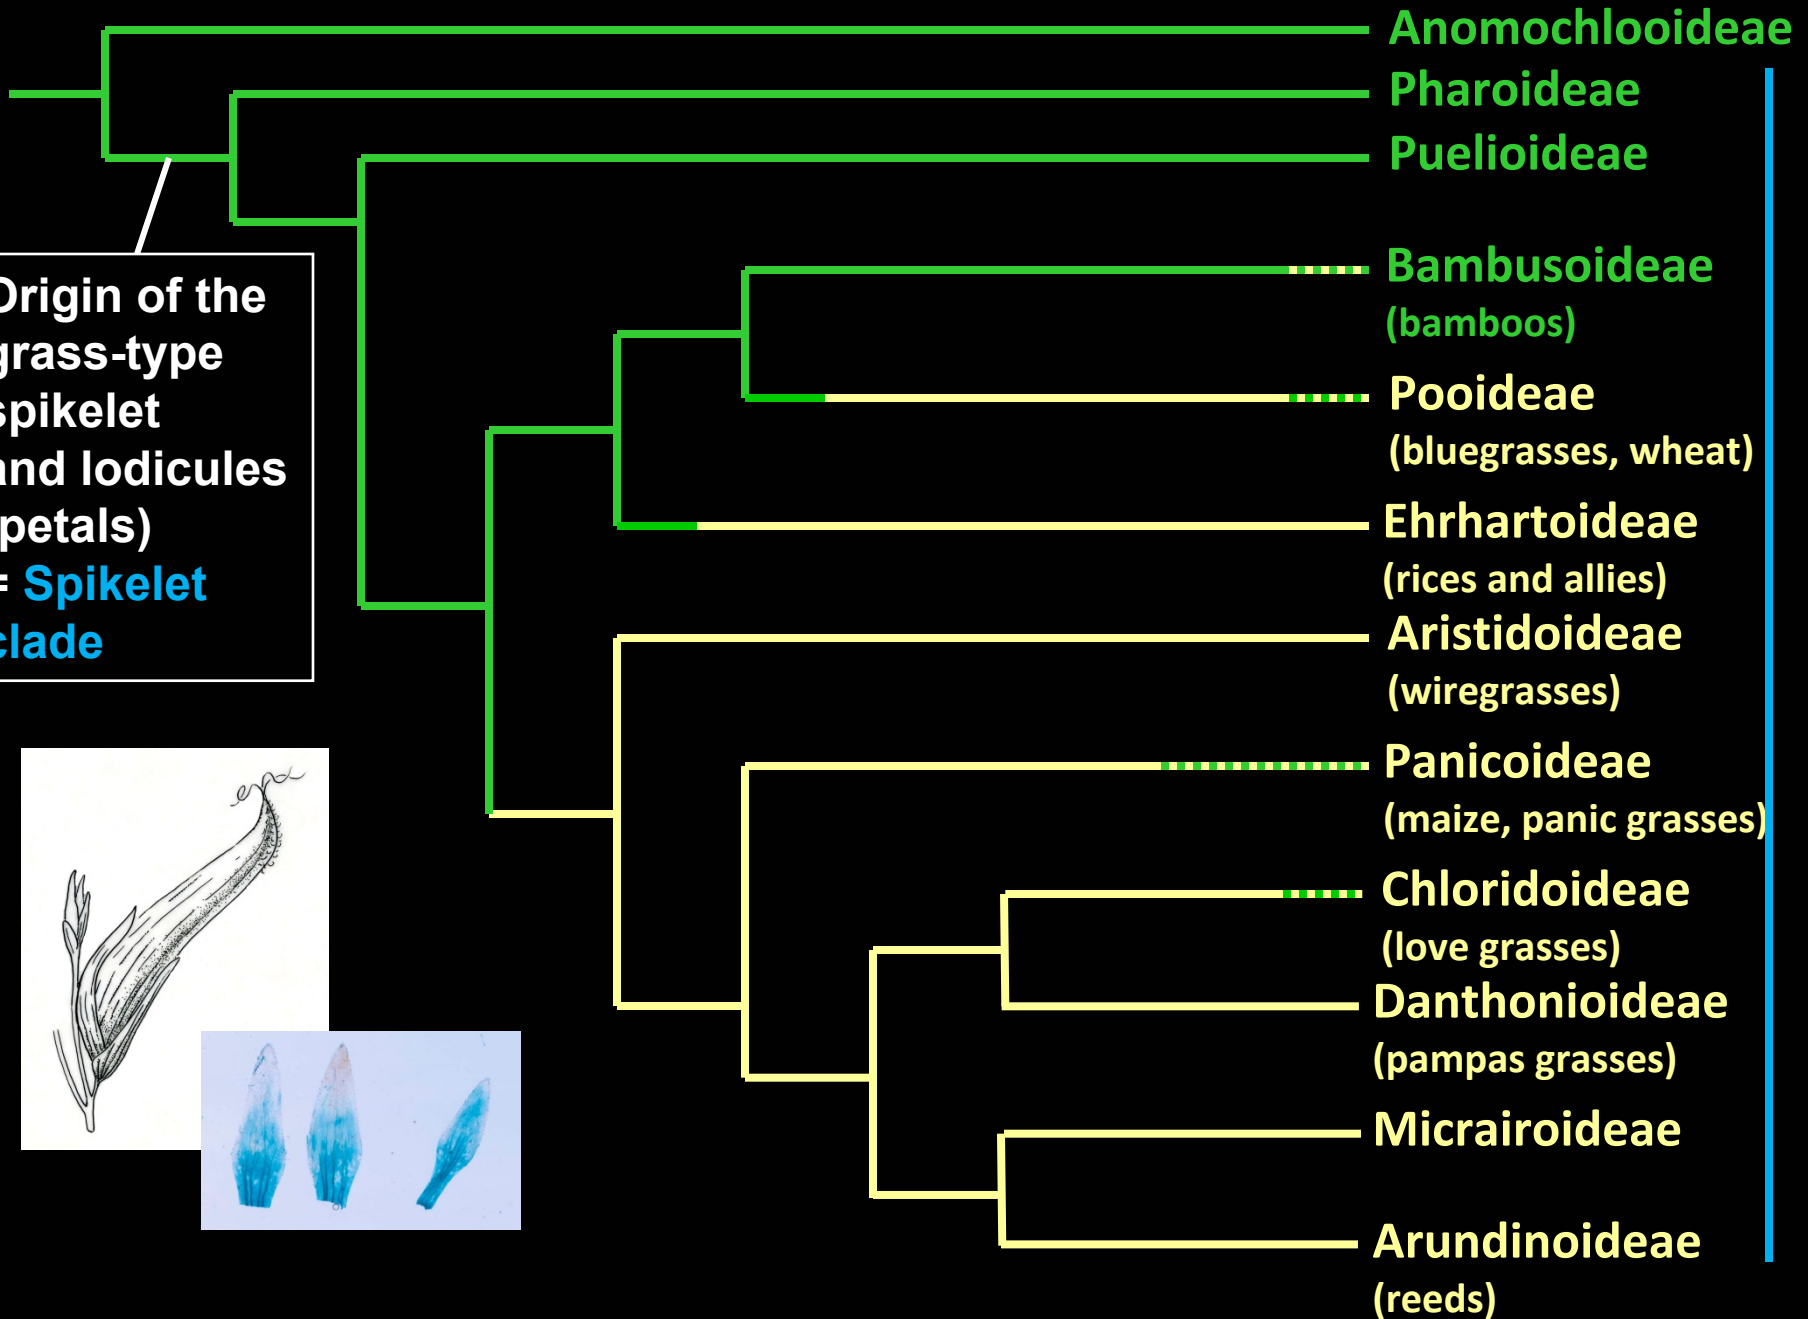 Anomochlooideae
Pharoideae
Puelioideae
Bambusoideae
(bamboos)
Pooideae
(bluegrasses, wheat)
Ehrhartoideae
(rices and allies)
Aristidoideae
(wiregrasses)
Panicoideae
(maize, panic grasses)
Chloridoideae
(love grasses)
Danthonioideae
(pampas grasses)
Micrairoideae
Arundinoideae
(reeds)
Origin of the
grass-type
spikelet
and lodicules
(petals)
= Spikelet
clade